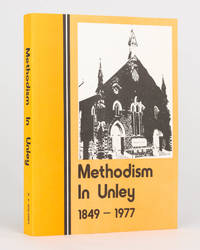 Methodism In Unley
Methodism
In Unley
1849 – 1977